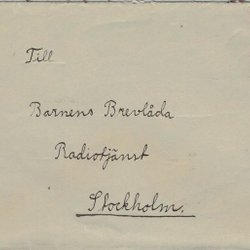 Till
Barnens Brevlåda
Radiotjänst
Stockholm.